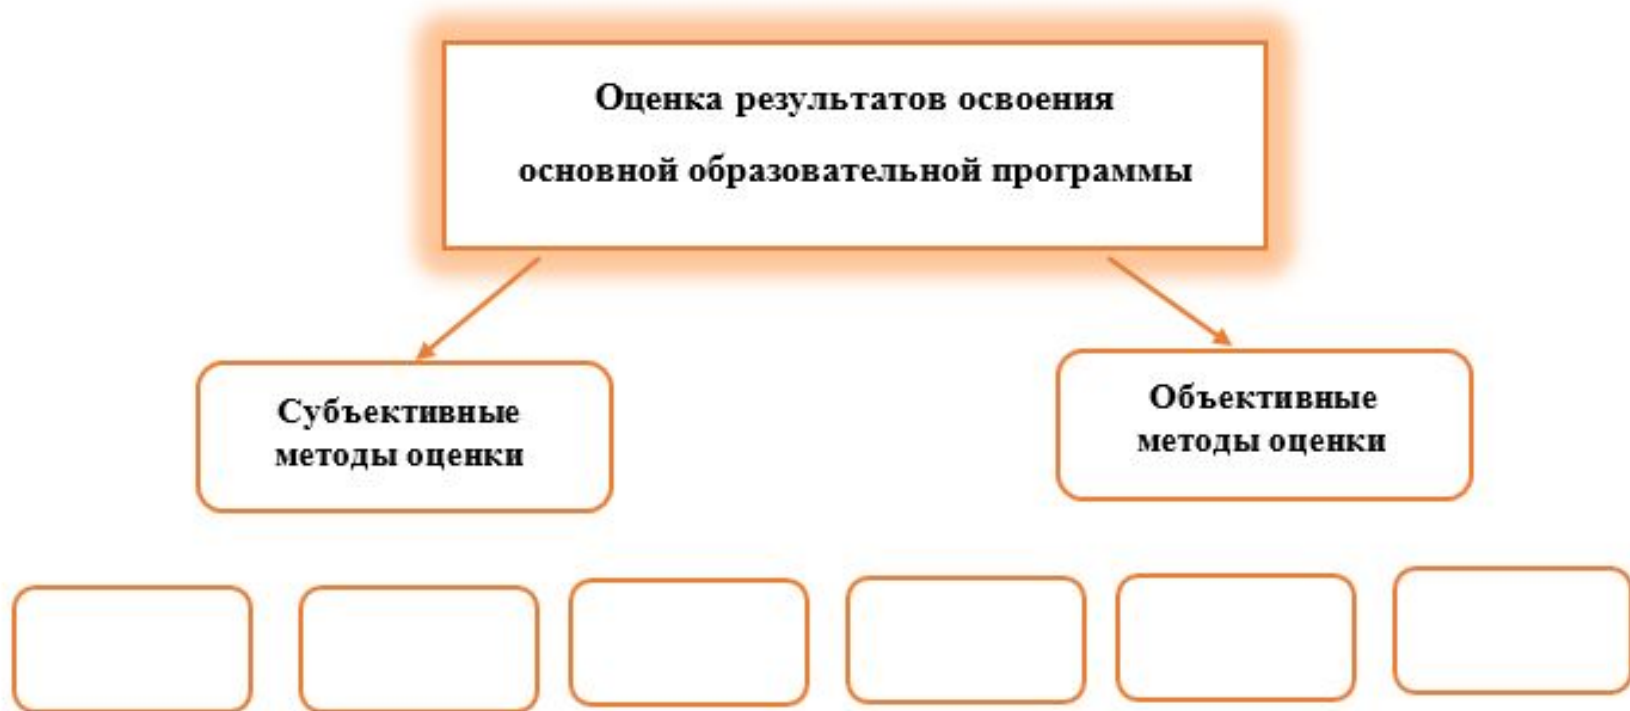 Оценка результатов освоения
основной образовательной программы
Субъективные
методы оценки
Объективные
методы оценки